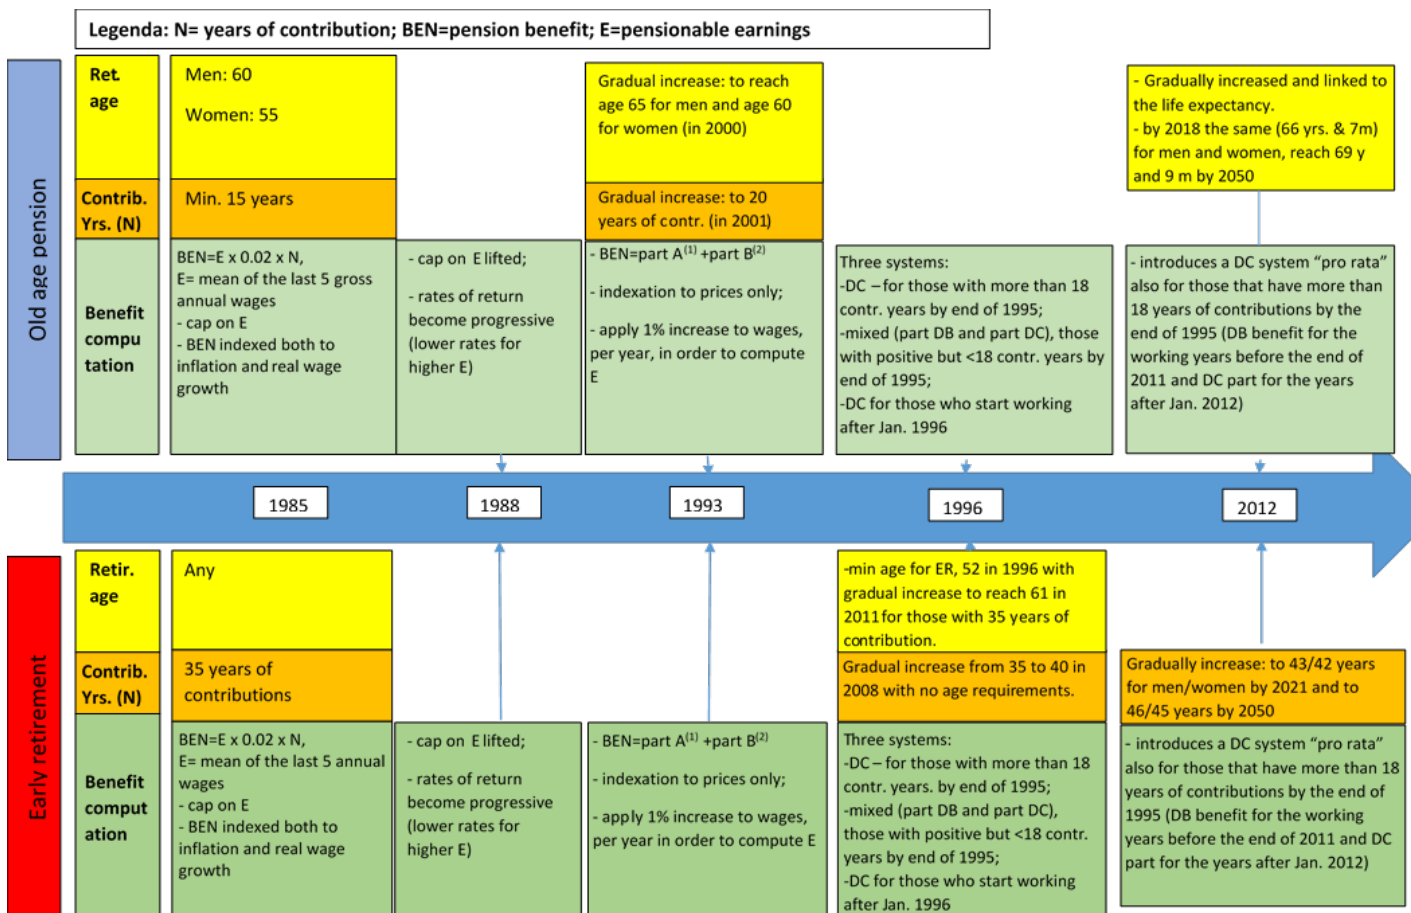 Legenda: N= years of contribution; BEN=pension benefit; E=pensionable earnings
Old age pension
Ret.
age
Men: 60
Women: 55
Gradual increase: to reach
age 65 for men and age 60
for women (in 2000)
- Gradually increased and linked to
the life expectancy.
- by 2018 the same (66 yrs. & 7m)
for men and women, reach 69 y
and 9 m by 2050
Contrib.
Yrs. (N)
Min. 15 years
Gradual increase: to 20
years of contr. (in 2001)
Benefit
compu
tation
BEN=E x 0.02 x N,
E= mean of the last 5 gross
annual wages
- cap on E
- BEN indexed both to
inflation and real wage
growth
- cap on E lifted;
- rates of return
become progressive
(lower rates for
higher E)
- BEN=part A(1) +part B(2)
- indexation to prices only;
- apply 1% increase to wages,
per year, in order to compute
E
Three systems:
-DC – for those with more than 18
contr. years by end of 1995;
-mixed (part DB and part DC), those
with positive but <18 contr. years by
end of 1995;
-DC for those who start working
after Jan. 1996
- introduces a DC system “pro rata”
also for those that have more than
18 years of contributions by the
end of 1995 (DB benefit for the
working years before the end of
2011 and DC part for the years
after Jan. 2012)
1985
1988
1993
1996
2012
Early retirement
Retir.
age
Any
-min age for ER, 52 in 1996 with
gradual increase to reach 61 in
2011 for those with 35 years of
contribution.
Contrib.
Yrs. (N)
35 years of
contributions
Gradual increase from 35 to 40 in
2008 with no age requirements.
Gradually increase: to 43/42 years
for men/women by 2021 and to
46/45 years by 2050
Benefit
comput
ation
BEN=E x 0.02 x N,
E= mean of the last 5 annual
wages
- cap on E
- BEN indexed both to
inflation and real wage
growth
- cap on E lifted;
- rates of return
become progressive
(lower rates for
higher E)
- BEN=part A(1) +part B(2)
- indexation to prices only;
- apply 1% increase to wages,
per year in order to compute E
Three systems:
-DC – for those with more than 18
contr. years. by end of 1995;
-mixed (part DB and part DC),
those with positive but <18 contr.
years by end of 1995;
-DC for those who start working
after Jan. 1996
- introduces a DC system “pro rata”
also for those that have more than 18
years of contributions by the end of
1995 (DB benefit for the working
years before the end of 2011 and DC
part for the years after Jan. 2012)